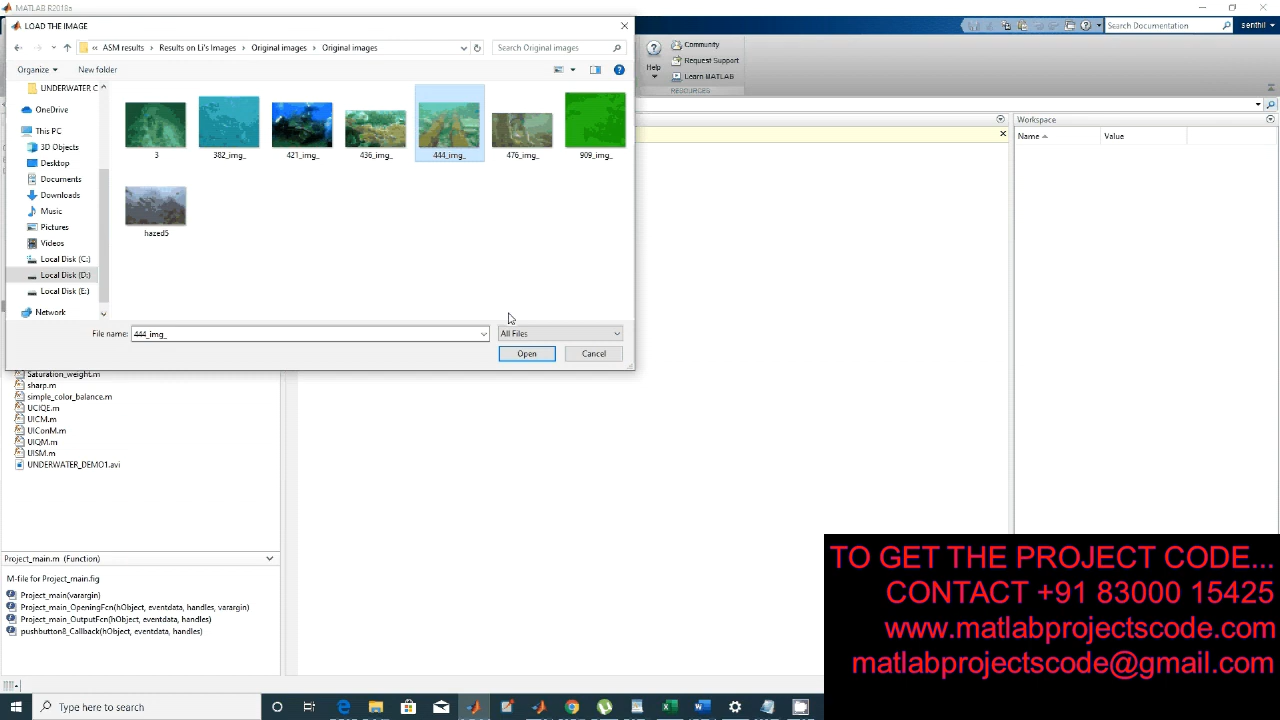 MATLAB R2018a
LOAD THE IMAGE
« ASM results > Results on Li's Images > Original images > Original images
Search Original images
Organize
New folder
UNDERWATER C
OneDrive
This PC
3D Objects
Desktop
Documents
Downloads
Music
Pictures
Videos
Local Disk (C:)
Local Disk (D:)
Local Disk (E:)
Network
3
382_img_
421_img_
436_img_
444_img_
476_img_
909_img_
hazed5
File name:
444_img_
All Files
Open
Cancel
Search Documentation
senthil
Help
Community
Request Support
Learn MATLAB
RESOURCES
Workspace
Name
Value
Saturation_weight.m
sharp.m
simple_color_balance.m
UCIQE.m
UICM.m
UIConM.m
UIQM.m
UISM.m
UNDERWATER_DEMO1.avi
Project_main.m (Function)
M-file for Project_main.fig
Project_main(varargin)
Project_main_OpeningFcn(hObject, eventdata, handles, varargin)
Project_main_OutputFcn(hObject, eventdata, handles)
pushbutton8_Callback(hObject, eventdata, handles)
TO GET THE PROJECT CODE...
CONTACT +91 83000 15425
www.matlabprojectscode.com
matlabprojectscode@gmail.com
Type here to search